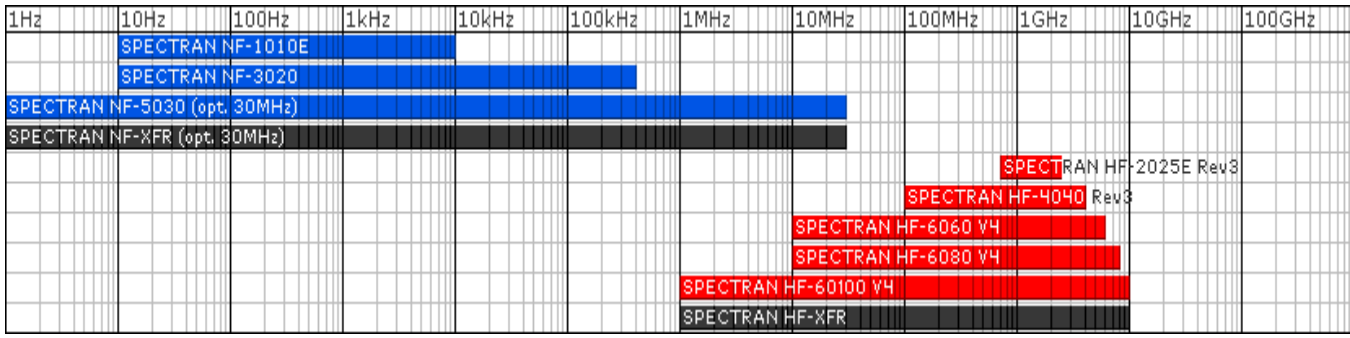 1Hz 10Hz 100Hz 1kHz 10kHz 100kHz 1MHz 10MHz 100MHz 1GHz 10GHz 100GHz
SPECTRAN NF-1010E
SPECTRAN NF-3020
SPECTRAN NF-5030 (opt. 30MHz)
SPECTRAN NF-XFR (opt. 30MHz)
SPECTRAN HF-2025E Rev3
SPECTRAN HF-4040 Rev3
SPECTRAN HF-6060 V4
SPECTRAN HF-6080 V4
SPECTRAN HF-60100 V4
SPECTRAN HF-XFR